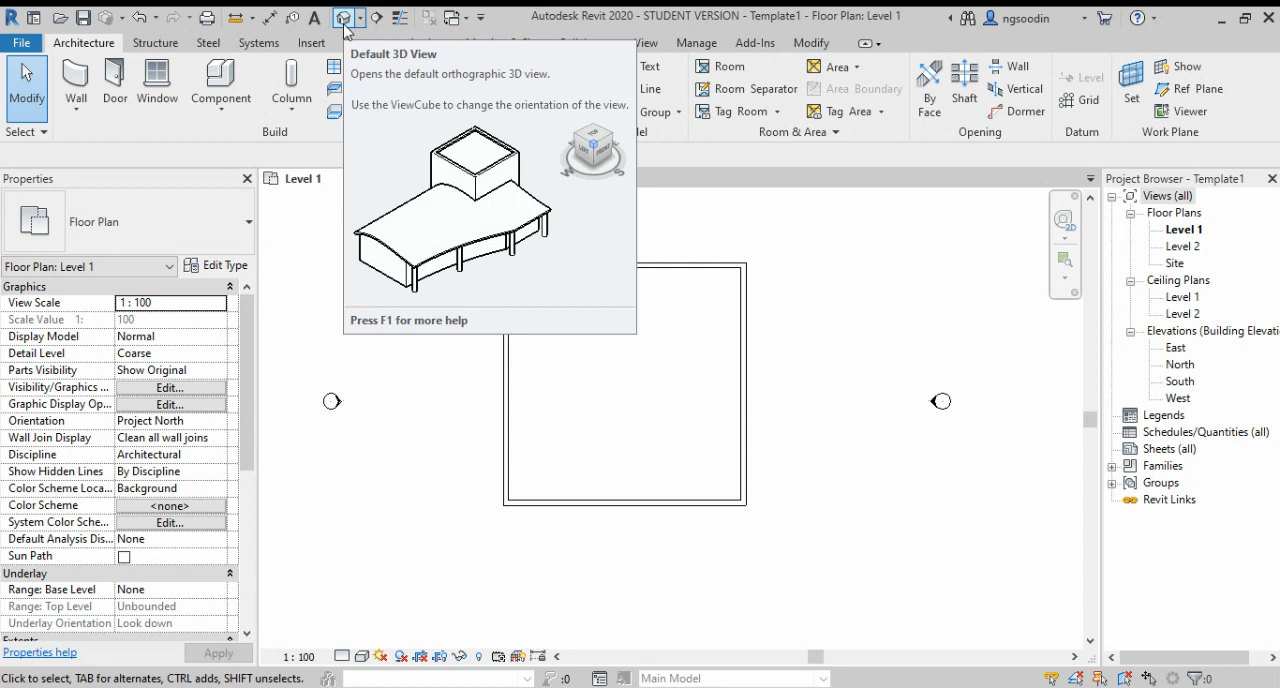 Autodesk Revit 2020 - STUDENT VERSION - Template1 - Floor Plan: Level 1
ngsoodin
File
Architecture
Structure
Steel
Systems
Insert
View
Manage
Add-Ins
Modify
Modify
Wall
Door
Window
Component
Column
Text
Line
Group
Room
Room Separator
Tag Room
Area
Area Boundary
Tag Area
By
Face
Shaft
Wall
Vertical
Dormer
Level
Grid
Set
Show
Ref Plane
Viewer
Select
Build
Room & Area
Opening
Datum
Work Plane
Default 3D View
Opens the default orthographic 3D view.
Use the ViewCube to change the orientation of the view.
TOP
LEFT
FRONT
W
S
Press F1 for more help
Properties
Floor Plan
Floor Plan: Level 1
Edit Type
Graphics
View Scale 1 : 100
Scale Value 1: 100
Display Model Normal
Detail Level Coarse
Parts Visibility Show Original
Visibility/Graphics ... Edit...
Graphic Display Op... Edit...
Orientation Project North
Wall Join Display Clean all wall joins
Discipline Architectural
Show Hidden Lines By Discipline
Color Scheme Loca... Background
Color Scheme <none>
System Color Sche... Edit...
Default Analysis Dis... None
Sun Path
Underlay
Range: Base Level None
Range: Top Level Unbounded
Underlay Orientation Look down
Extents
Properties help
Apply
Level 1
2D
1 : 100
Project Browser - Template1
Views (all)
Floor Plans
Level 1
Level 2
Site
Ceiling Plans
Level 1
Level 2
Elevations (Building Elevati
East
North
South
West
Legends
Schedules/Quantities (all)
Sheets (all)
Families
Groups
Revit Links
Click to select, TAB for alternates, CTRL adds, SHIFT unselects.
:0
Main Model
:0